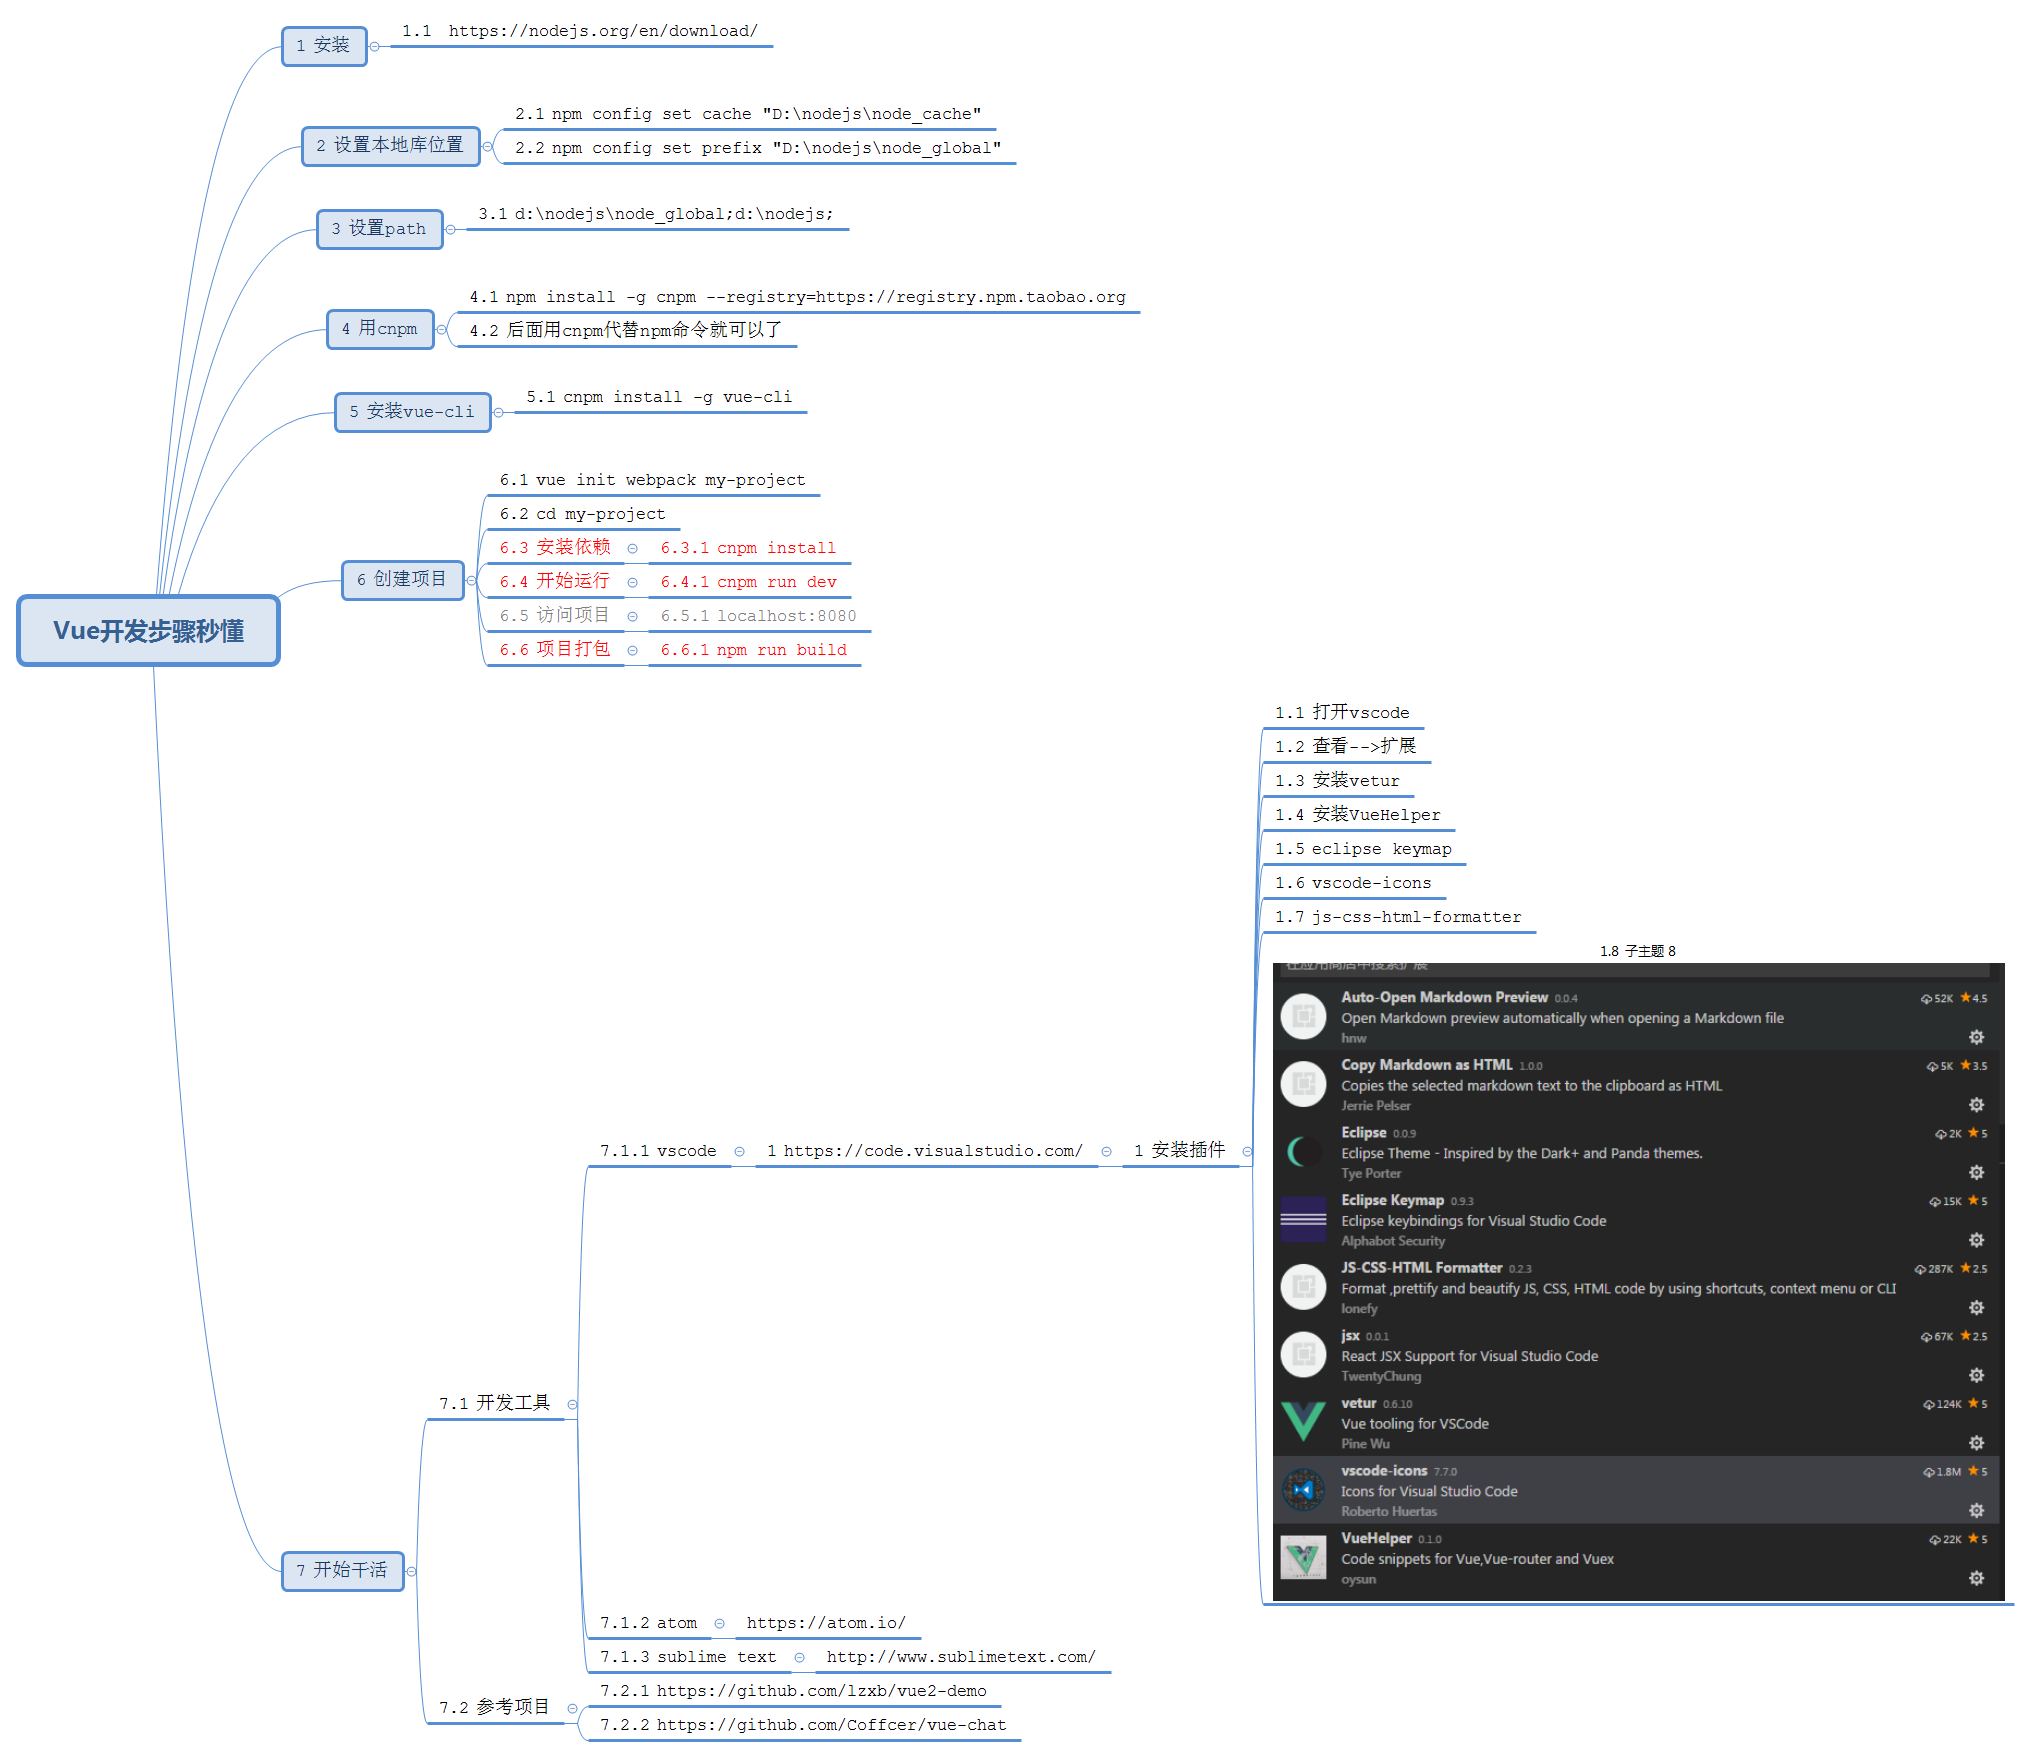 Vue开发步骤秒懂
1 安装
1.1 https://nodejs.org/en/download/
2 设置本地库位置
2.1 npm config set cache "D:\nodejs\node_cache"
2.2 npm config set prefix "D:\nodejs\node_global"
3 设置path
3.1 d:\nodejs\node_global;d:\nodejs;
4 用cnpm
4.1 npm install -g cnpm --registry=https://registry.npm.taobao.org
4.2 后面用cnpm代替npm命令就可以了
5 安装vue-cli
5.1 cnpm install -g vue-cli
6 创建项目
6.1 vue init webpack my-project
6.2 cd my-project
6.3 安装依赖
6.3.1 cnpm install
6.4 开始运行
6.4.1 cnpm run dev
6.5 访问项目
6.5.1 localhost:8080
6.6 项目打包
6.6.1 npm run build
7 开始干活
7.1 开发工具
7.1.1 vscode
1 https://code.visualstudio.com/
1 安装插件
1.1 打开vscode
1.2 查看-->扩展
1.3 安装vetur
1.4 安装VueHelper
1.5 eclipse keymap
1.6 vscode-icons
1.7 js-css-html-formatter
1.8 子主题 8
在应用商店中搜索扩展
Auto-Open Markdown Preview 0.0.4 52K ★4.5
Open Markdown preview automatically when opening a Markdown file
hnw
Copy Markdown as HTML 1.0.0 5K ★3.5
Copies the selected markdown text to the clipboard as HTML
Jerrie Pelser
Eclipse 0.0.9 2K ★5
Eclipse Theme - Inspired by the Dark+ and Panda themes.
Tye Porter
Eclipse Keymap 0.9.3 15K ★5
Eclipse keybindings for Visual Studio Code
Alphabot Security
JS-CSS-HTML Formatter 0.2.3 287K ★2.5
Format ,prettify and beautify JS, CSS, HTML code by using shortcuts, context menu or CLI
lonefy
jsx 0.0.1 67K ★2.5
React JSX Support for Visual Studio Code
TwentyChung
vetur 0.6.10 124K ★5
Vue tooling for VSCode
Pine Wu
vscode-icons 7.7.0 1.8M ★5
Icons for Visual Studio Code
Roberto Huertas
VueHelper 0.1.0 22K ★5
Code snippets for Vue,Vue-router and Vuex
oysun
7.1.2 atom
https://atom.io/
7.1.3 sublime text
http://www.sublimetext.com/
7.2 参考项目
7.2.1 https://github.com/lzxb/vue2-demo
7.2.2 https://github.com/Coffcer/vue-chat